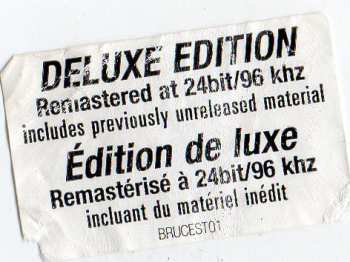 DELUXE EDITION
Remastered at 24bit/96 khz
includes previously unreleased material
Édition de luxe
Remastérisé à 24bit/96 khz
incluant du matériel inédit
BRUCEST01